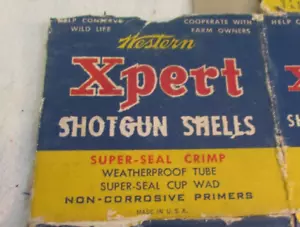 HELP CONSERVE WILD LIFE
COOPERATE WITH FARM OWNERS
Western
Xpert
SHOTGUN SHELLS
SUPER-SEAL CRIMP
WEATHERPROOF TUBE
SUPER-SEAL CUP WAD
NON-CORROSIVE PRIMERS
MADE IN U.S.A.
HELP C
W